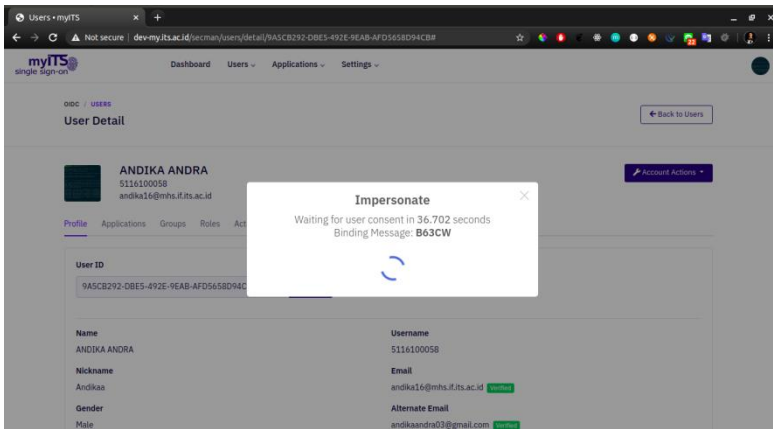 Users • myITS
Not secure | dev-my.its.ac.id/secman/users/detail/9A5CB292-DBE5-492E-9EAB-AFD5658D94CB#
22
myITS
single sign-on
Dashboard Users Applications Settings
OIDC / USERS
User Detail
Back to Users
ANDIKA ANDRA
5116100058
andika16@mhs.if.its.ac.id
Account Actions
Profile Applications Groups Roles Act
Impersonate
Waiting for user consent in 36.702 seconds
Binding Message: B63CW
User ID
9A5CB292-DBE5-492E-9EAB-AFD5658D94C
Name
ANDIKA ANDRA
Username
5116100058
Nickname
Andikaa
Email
andika16@mhs.if.its.ac.id Verified
Gender
Male
Alternate Email
andikaandra03@gmail.com Verified